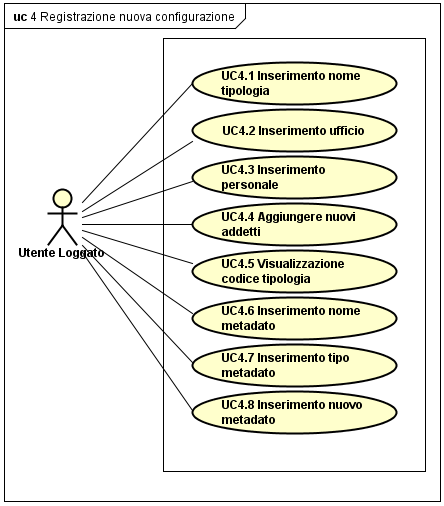 uc 4 Registrazione nuova configurazione
UC4.1 Inserimento nome
tipologia
UC4.2 Inserimento ufficio
UC4.3 Inserimento
personale
UC4.4 Aggiungere nuovi
addetti
Utente Loggato
UC4.5 Visualizzazione
codice tipologia
UC4.6 Inserimento nome
metadato
UC4.7 Inserimento tipo
metadato
UC4.8 Inserimento nuovo
metadato